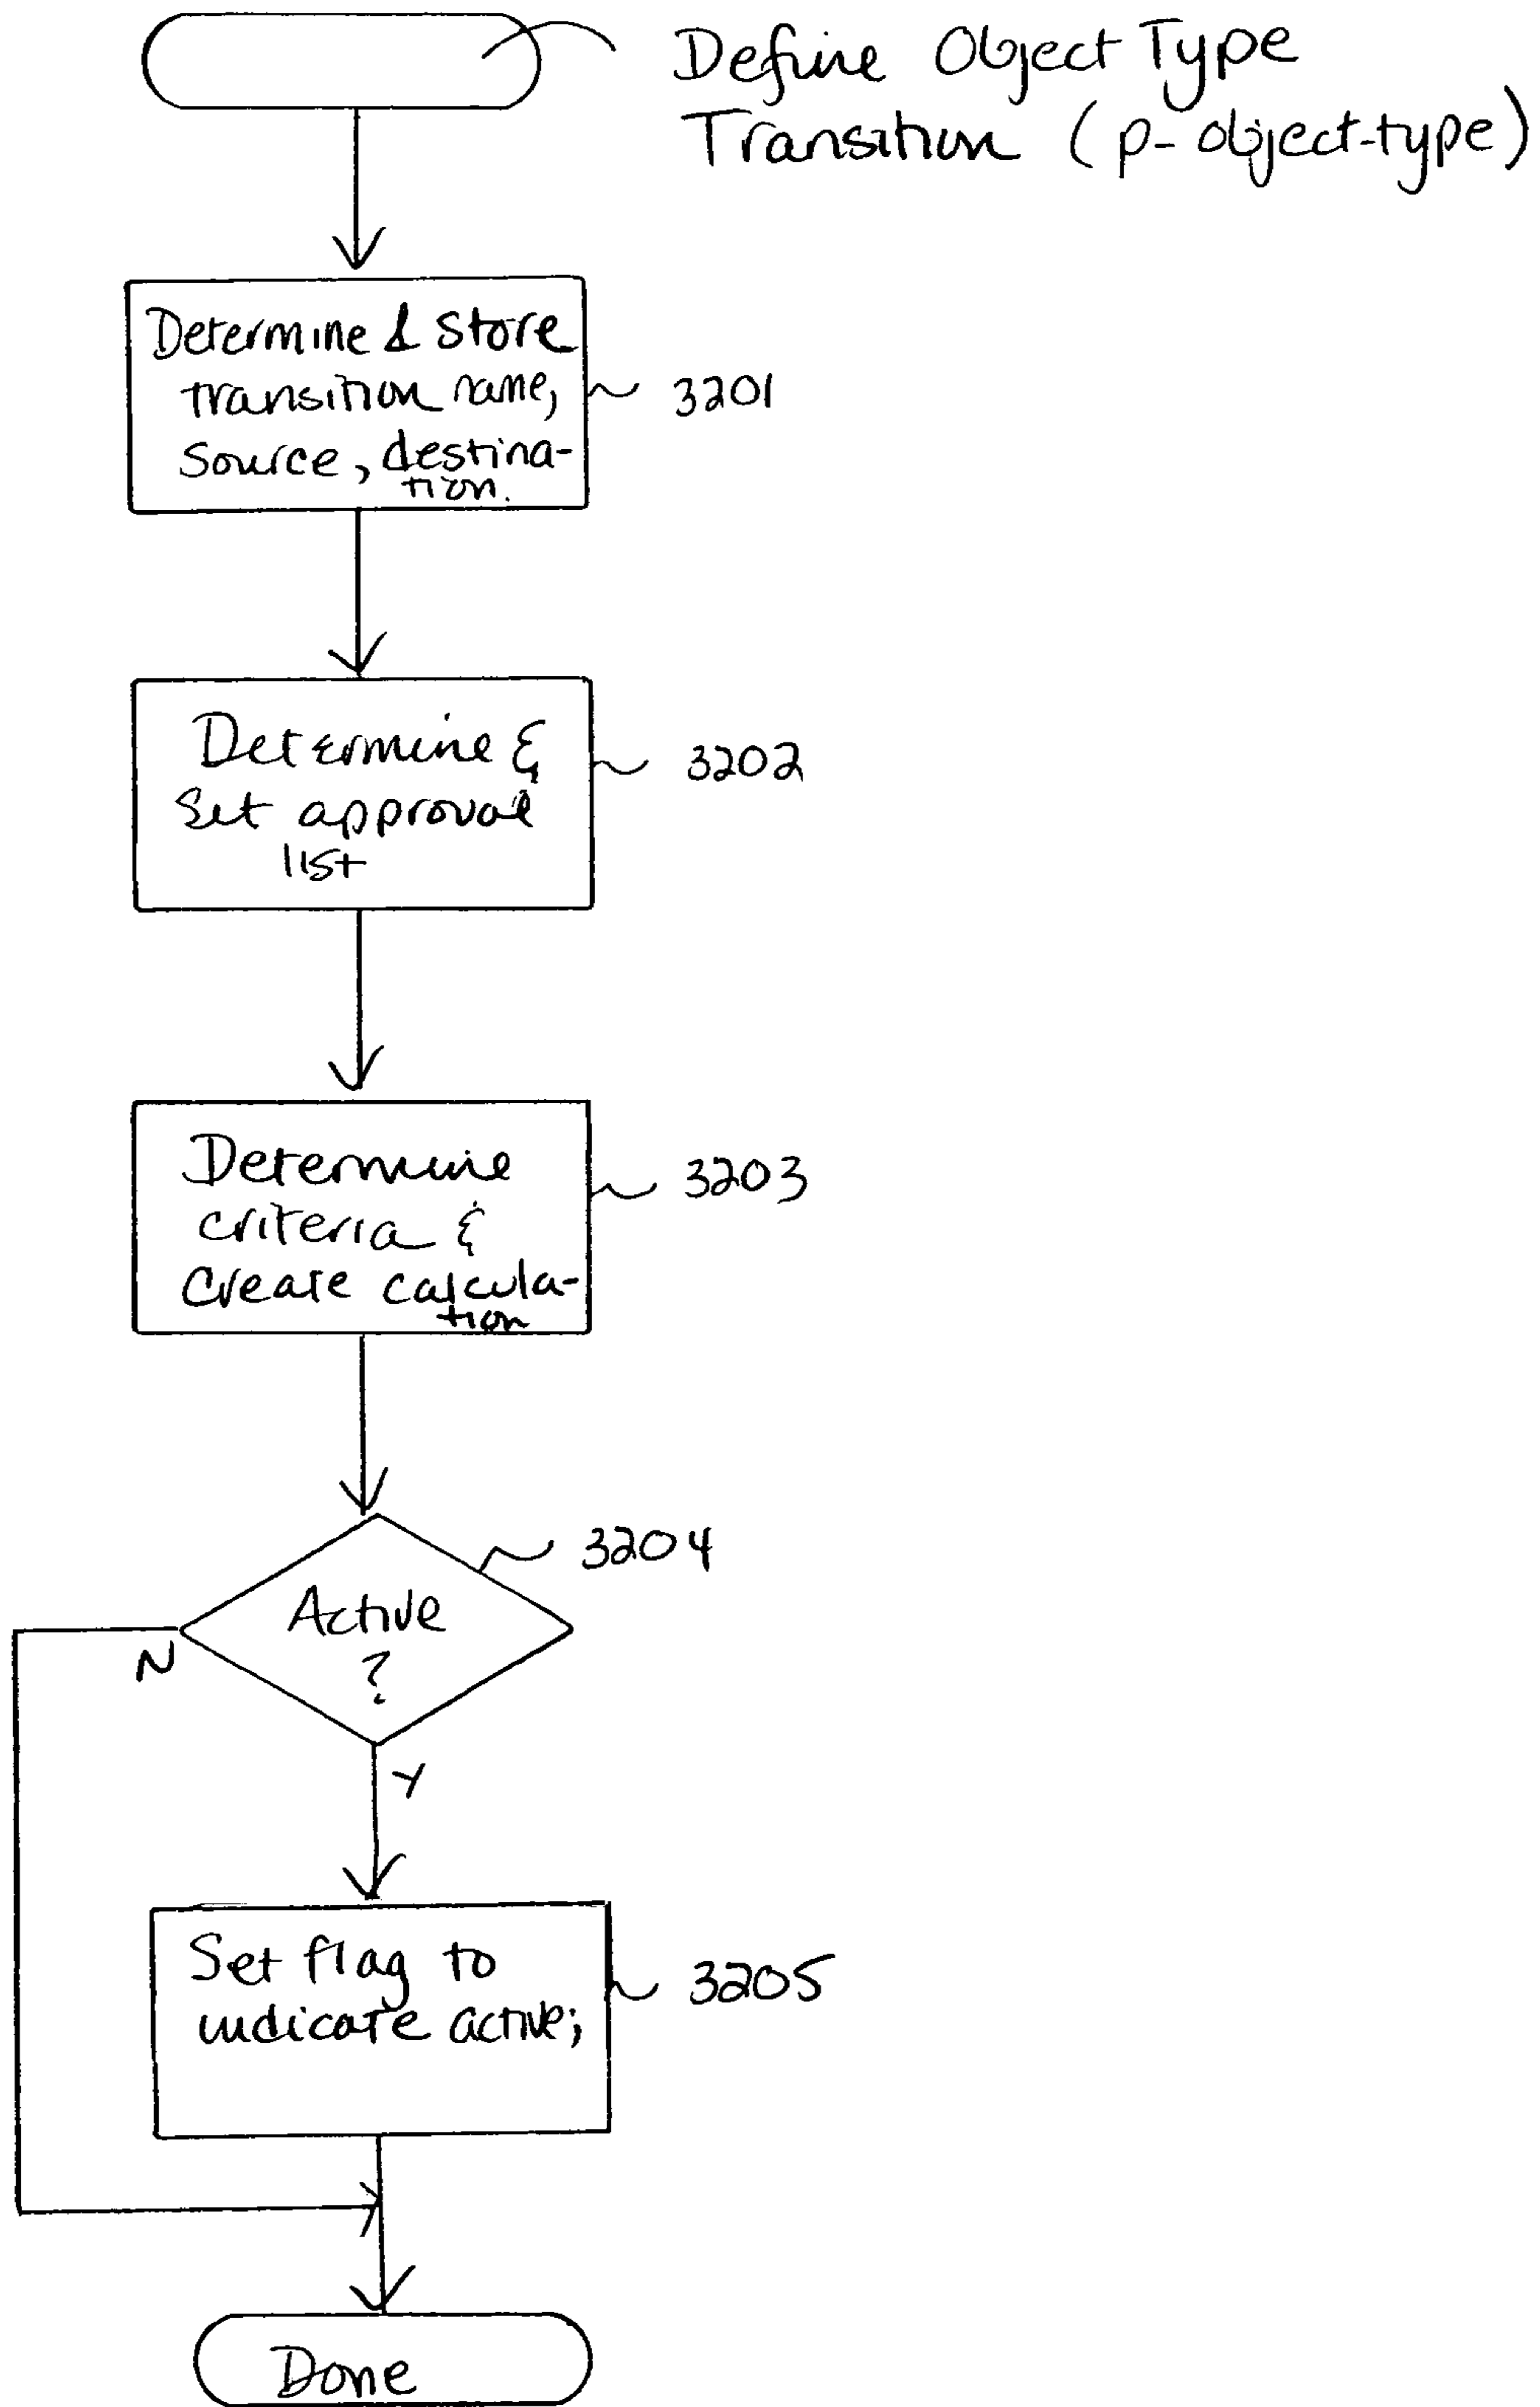 Define Object Type
Transition (p-object-type)
Determine & store
transition name,
source, destina-
tion.
3201
Determine &
set approval
list
3202
Determine
criteria &
create calcula-
tion
3203
3204
Active
?
N
Y
Set flag to
indicate active;
3205
Done